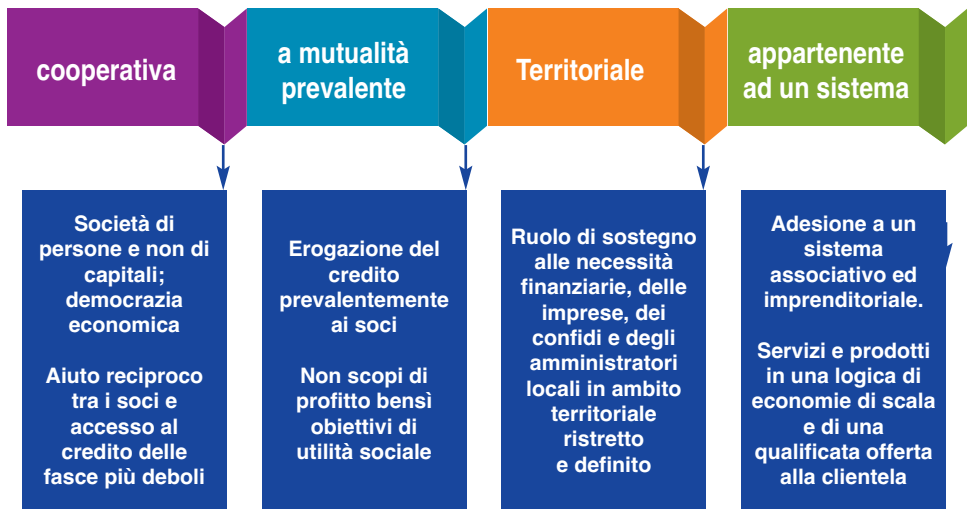 cooperativa
a mutualità
prevalente
Territoriale
appartenente
ad un sistema
Società di
persone e non di
capitali;
democrazia
economica
Aiuto reciproco
tra i soci e
accesso al
credito delle
fasce più deboli
Erogazione del
credito
prevalentemente
ai soci
Non scopi di
profitto bensì
obiettivi di
utilità sociale
Ruolo di sostegno
alle necessità
finanziarie, delle
imprese, dei
confidi e degli
amministratori
locali in ambito
territoriale
ristretto
e definito
Adesione a un
sistema
associativo ed
imprenditoriale.
Servizi e prodotti
in una logica di
economie di scala
e di una
qualificata offerta
alla clientela